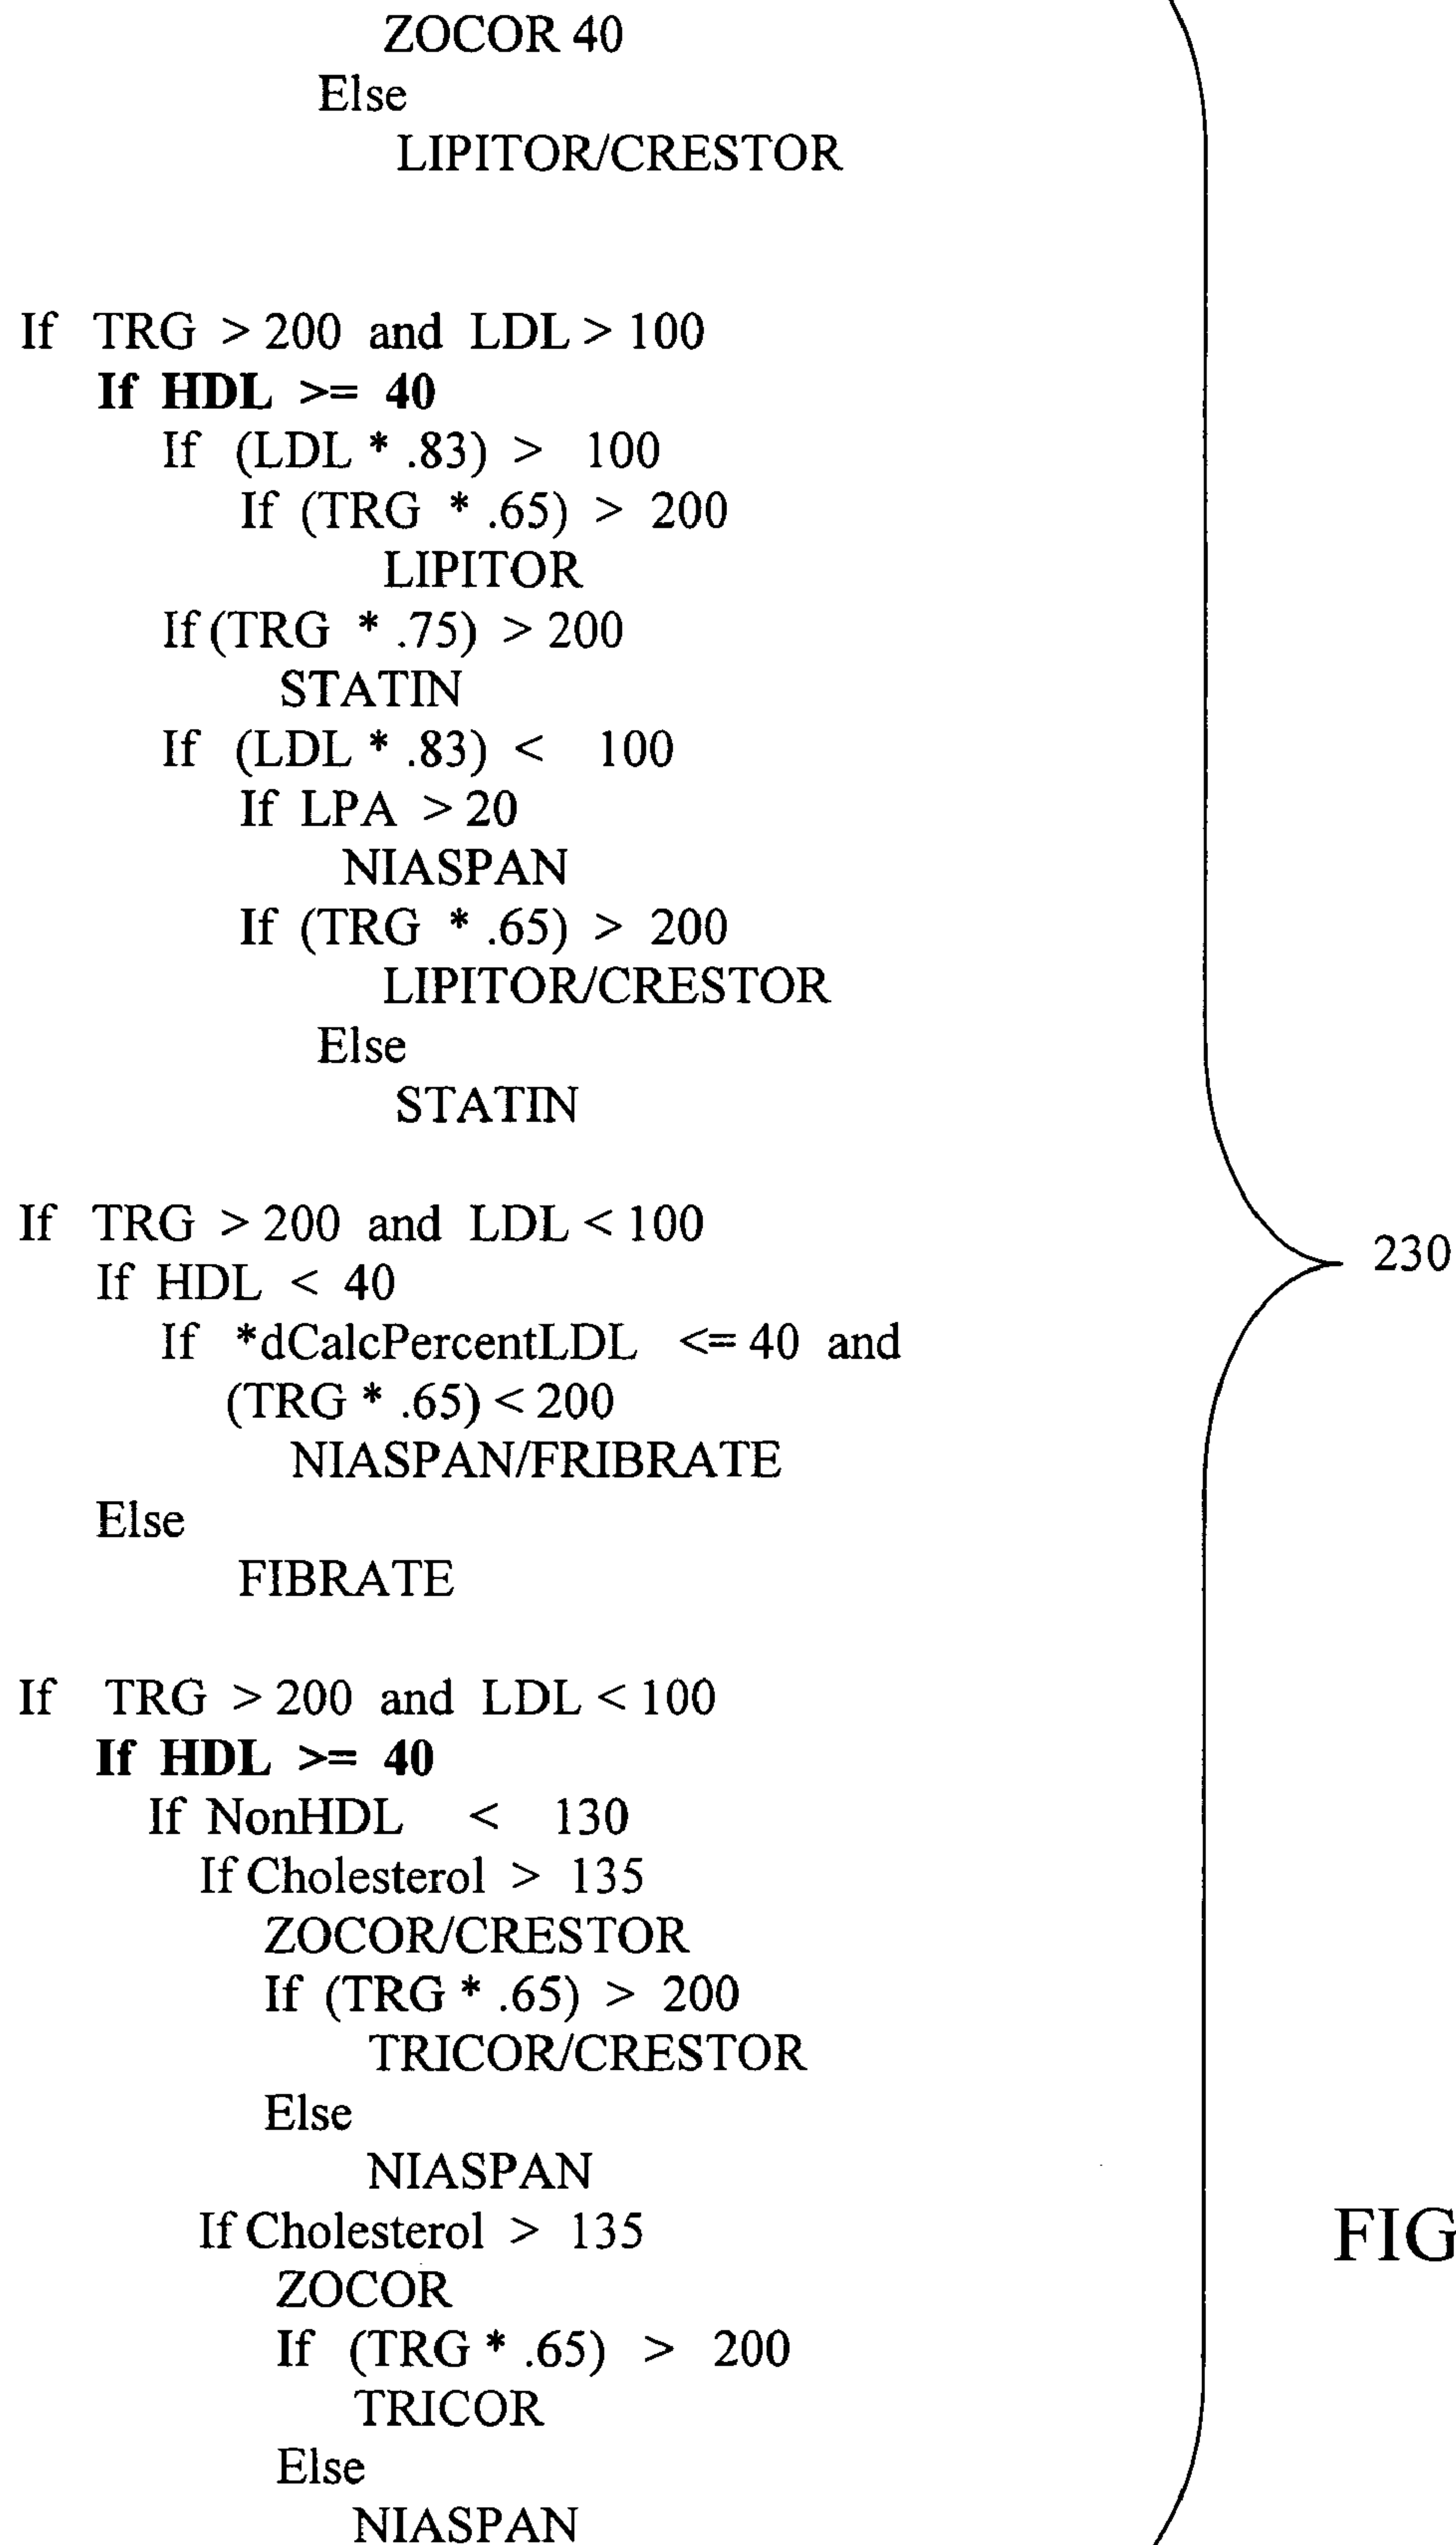 ZOCOR 40
Else
LIPITOR/CRESTOR
If TRG > 200 and LDL > 100
If HDL >= 40
If (LDL * .83) > 100
If (TRG * .65) > 200
LIPITOR
If (TRG * .75) > 200
STATIN
If (LDL * .83) < 100
If LPA > 20
NIASPAN
If (TRG * .65) > 200
LIPITOR/CRESTOR
Else
STATIN
If TRG > 200 and LDL < 100
230
If HDL < 40
If *dCalcPercentLDL <= 40 and
(TRG * .65) < 200
NIASPAN/FRIBRATE
Else
FIBRATE
If TRG > 200 and LDL < 100
If HDL >= 40
If NonHDL < 130
If Cholesterol > 135
ZOCOR/CRESTOR
If (TRG * .65) > 200
TRICOR/CRESTOR
Else
NIASPAN
If Cholesterol > 135
FIG
ZOCOR
If (TRG * .65) > 200
TRICOR
Else
NIASPAN